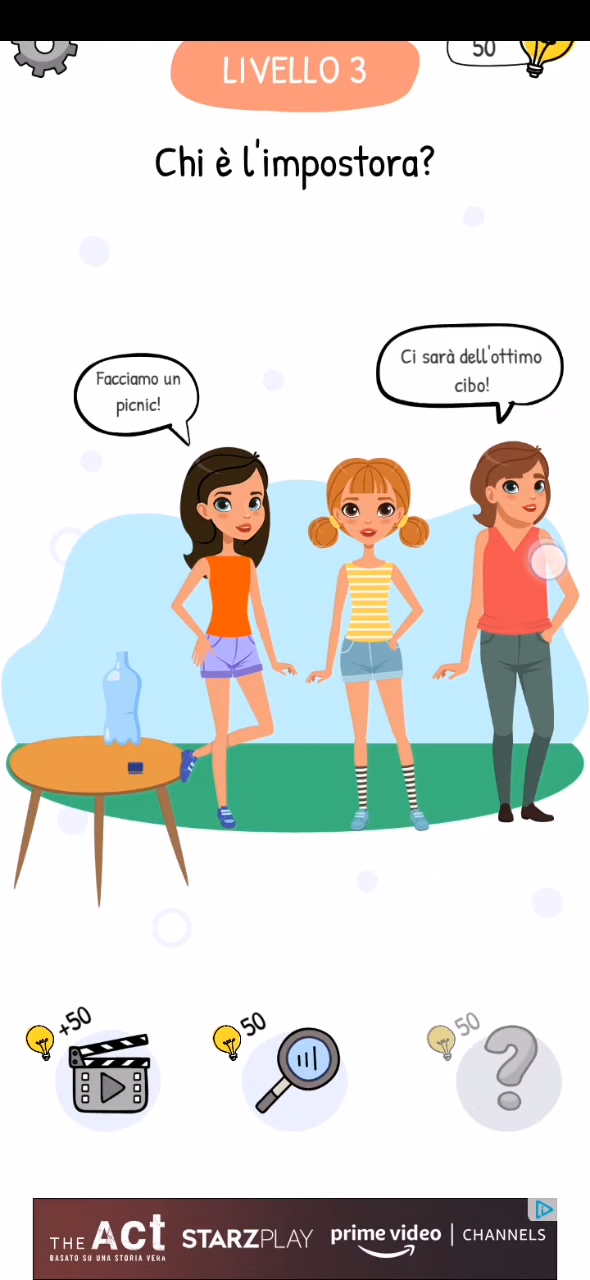 LIVELLO 3
50
Chi è l'impostora?
Facciamo un
picnic!
Ci sarà dell'ottimo
cibo!
+50
50
50
THE Act
BASATO SU UNA STORIA VERA
STARZPLAY
prime video | CHANNELS